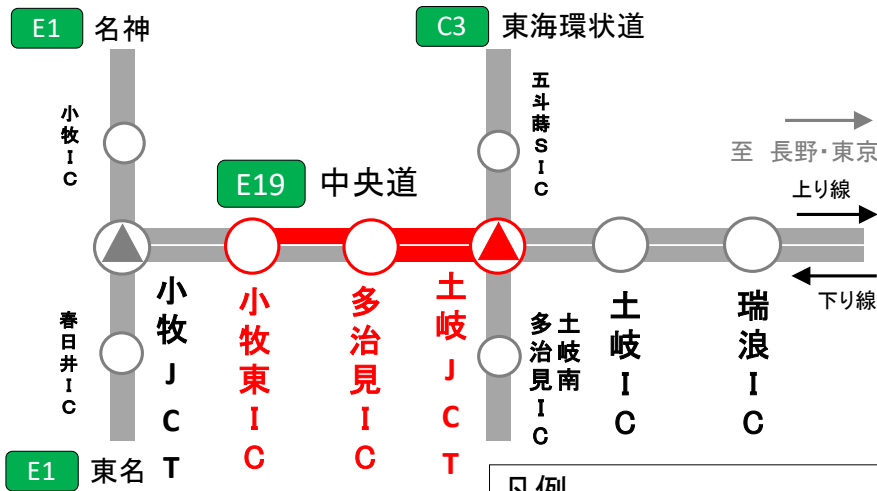 E1 名神
C3 東海環状道
小牧IC
五斗蒔SIC
至 長野・東京
E19 中央道
上り線
下り線
小牧JCT
小牧東IC
多治見IC
土岐JCT
土岐南
多治見IC
土岐IC
瑞浪IC
春日井IC
E1 東名
凡例